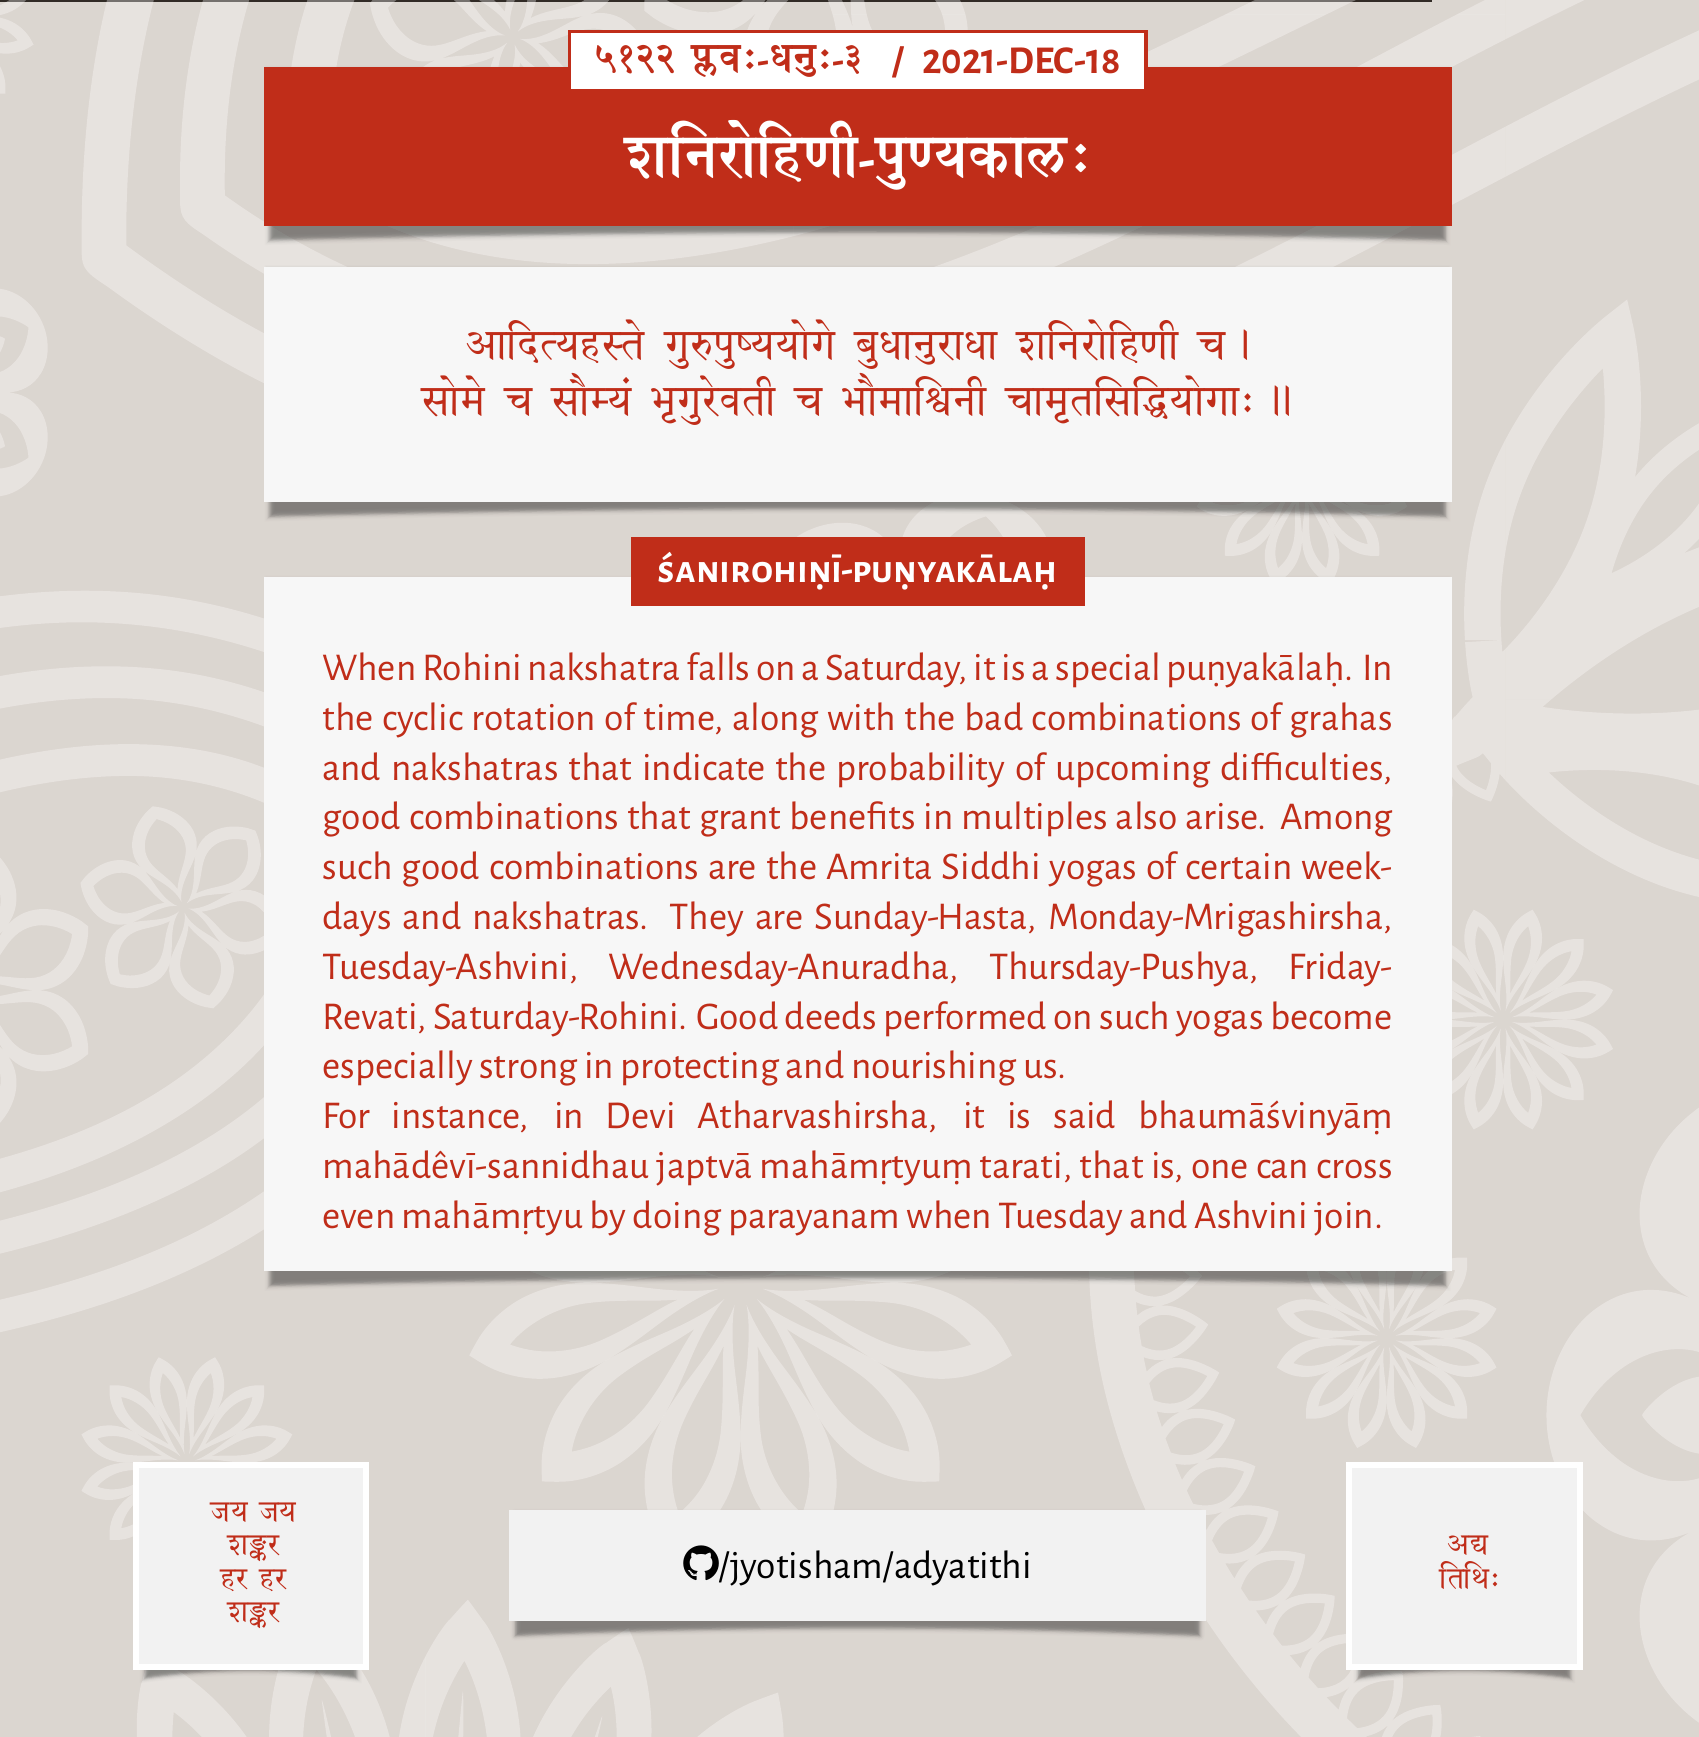 ५१२२ प्लवः-धनुः-३ / 2021-DEC-18
शनिरोहिणी-पुण्यकालः
आदित्यहस्ते गुरुपुष्ययोगे बुधानुराधा शनिरोहिणी च।
सोमे च सौम्यं भृगुरेवती च भौमाश्विनी चामृतसिद्धियोगाः॥
ŚANIROHIṆĪ-PUṆYAKĀLAḤ
When Rohini nakshatra falls on a Saturday, it is a special puṇyakālaḥ. In
the cyclic rotation of time, along with the bad combinations of grahas
and nakshatras that indicate the probability of upcoming difficulties,
good combinations that grant benefits in multiples also arise. Among
such good combinations are the Amrita Siddhi yogas of certain week-
days and nakshatras. They are Sunday-Hasta, Monday-Mrigashirsha,
Tuesday-Ashvini, Wednesday-Anuradha, Thursday-Pushya, Friday-
Revati, Saturday-Rohini. Good deeds performed on such yogas become
especially strong in protecting and nourishing us.
For instance, in Devi Atharvashirsha, it is said bhaumāśvinyāṃ
mahādêvī-sannidhau japtvā mahāmṛtyuṃ tarati, that is, one can cross
even mahāmṛtyu by doing parayanam when Tuesday and Ashvini join.
जय जय
शङ्कर
हर हर
शङ्कर
/jyotisham/adyatithi
अद्य
तिथिः